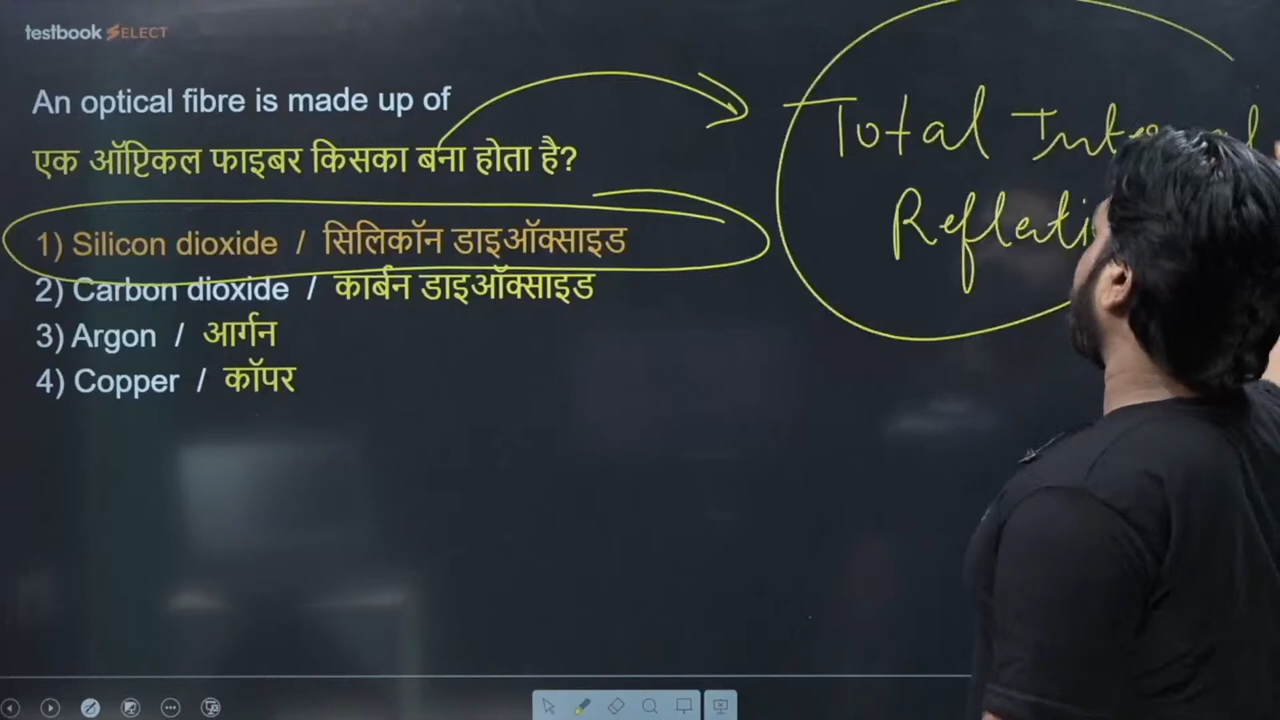 testbook SELECT
An optical fibre is made up of
एक ऑप्टिकल फाइबर किसका बना होता है?
1) Silicon dioxide / सिलिकॉन डाइऑक्साइड
2) Carbon dioxide / कार्बन डाइऑक्साइड
3) Argon / आर्गन
4) Copper / कॉपर
Total